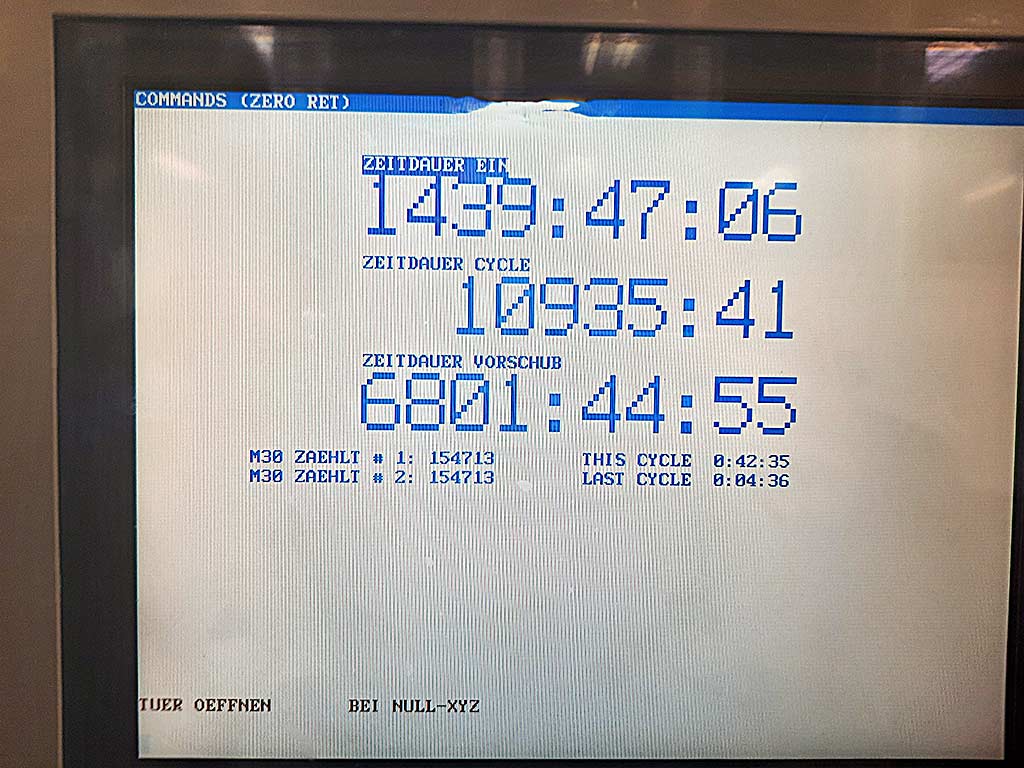 COMMANDS (ZERO RET)
ZEITDAUER EIN
1439:47:06
ZEITDAUER CYCLE
10935:41
ZEITDAUER VORSCHUB
6801:44:55
M30 ZAEHLT # 1: 154713 THIS CYCLE 0:42:35
M30 ZAEHLT # 2: 154713 LAST CYCLE 0:04:36
TUER OEFFNEN BEI NULL-XYZ